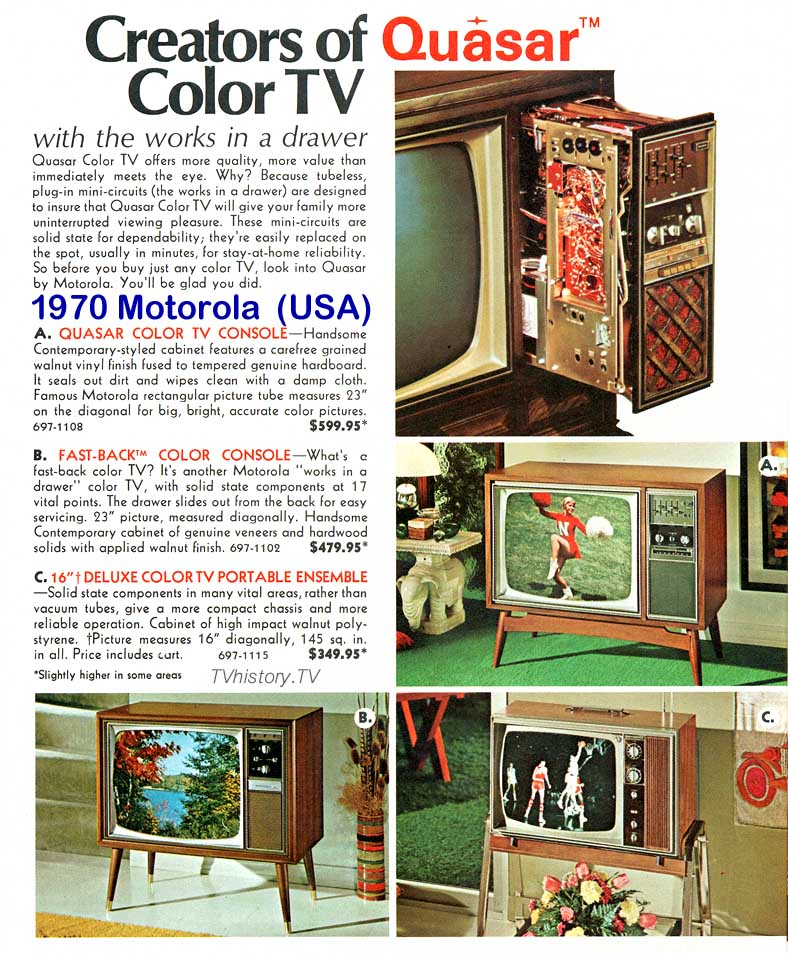 Creators of Quasar™
Color TV
with the works in a drawer
Quasar Color TV offers more quality, more value than
immediately meets the eye. Why? Because tubeless,
plug-in mini-circuits (the works in a drawer) are designed
to insure that Quasar Color TV will give your family more
uninterrupted viewing pleasure. These mini-circuits are
solid state for dependability; they're easily replaced on
the spot, usually in minutes, for stay-at-home reliability.
So before you buy just any color TV, look into Quasar
by Motorola. You'll be glad you did.
1970 Motorola (USA)
A. QUASAR COLOR TV CONSOLE—Handsome
Contemporary-styled cabinet features a carefree grained
walnut vinyl finish fused to tempered genuine hardboard.
It seals out dirt and wipes clean with a damp cloth.
Famous Motorola rectangular picture tube measures 23"
on the diagonal for big, bright, accurate color pictures.
697-1108 $599.95*
B. FAST-BACK™ COLOR CONSOLE—What's a
fast-back color TV? It's another Motorola "works in a
drawer" color TV, with solid state components at 17
vital points. The drawer slides out from the back for easy
servicing. 23" picture, measured diagonally. Handsome
Contemporary cabinet of genuine veneers and hardwood
solids with applied walnut finish. 697-1102 $479.95*
C. 16"† DELUXE COLOR TV PORTABLE ENSEMBLE
—Solid state components in many vital areas, rather than
vacuum tubes, give a more compact chassis and more
reliable operation. Cabinet of high impact walnut poly-
styrene. †Picture measures 16" diagonally, 145 sq. in.
in all. Price includes cart. 697-1115 $349.95*
*Slightly higher in some areas TVhistory.TV
A.
N
B.
C.